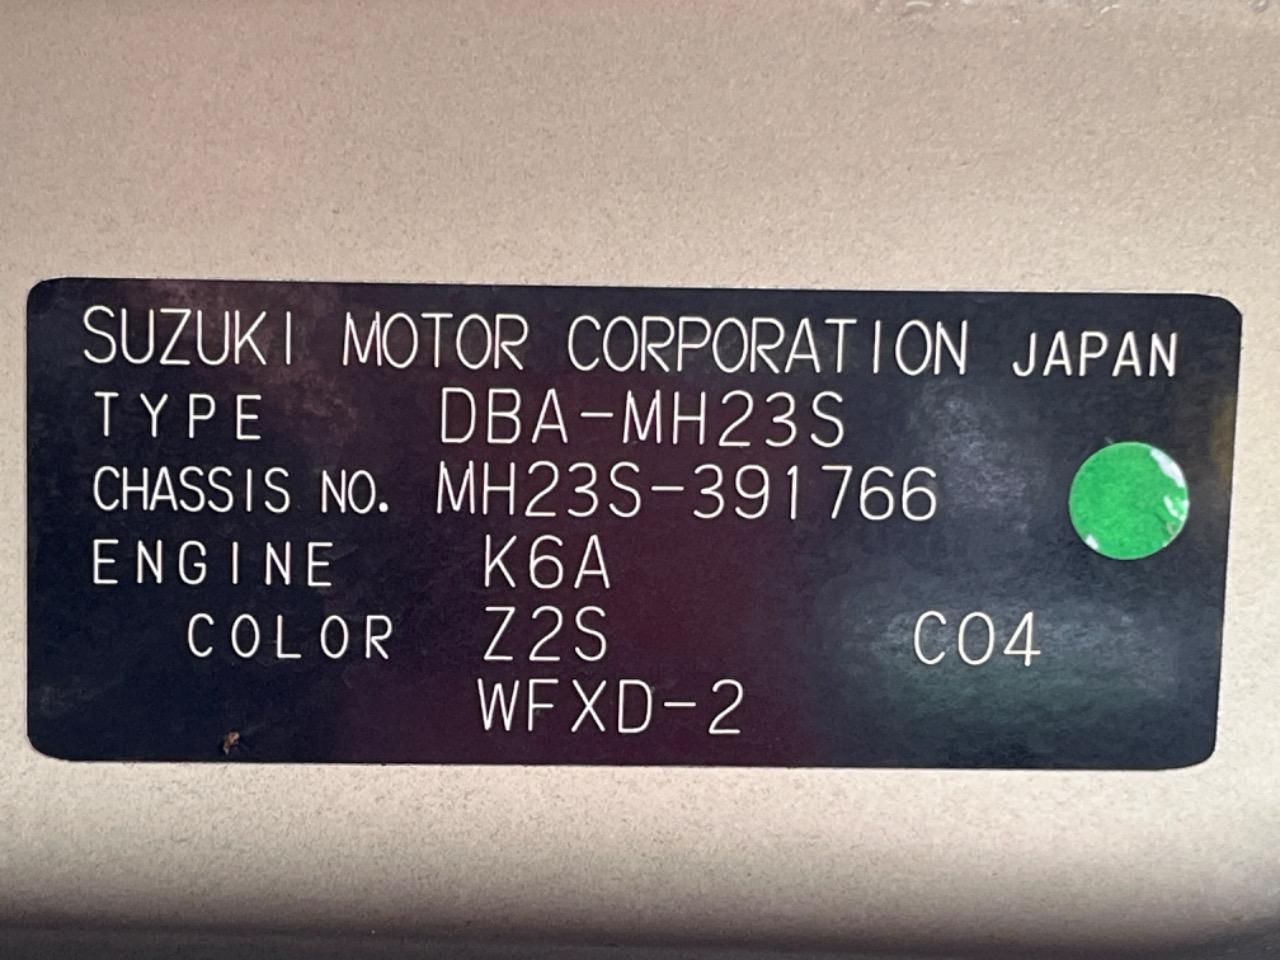 SUZUKI MOTOR CORPORATION JAPAN
TYPE DBA-MH23S
CHASSIS NO. MH23S-391766
ENGINE K6A
COLOR Z2S C04
WFXD-2